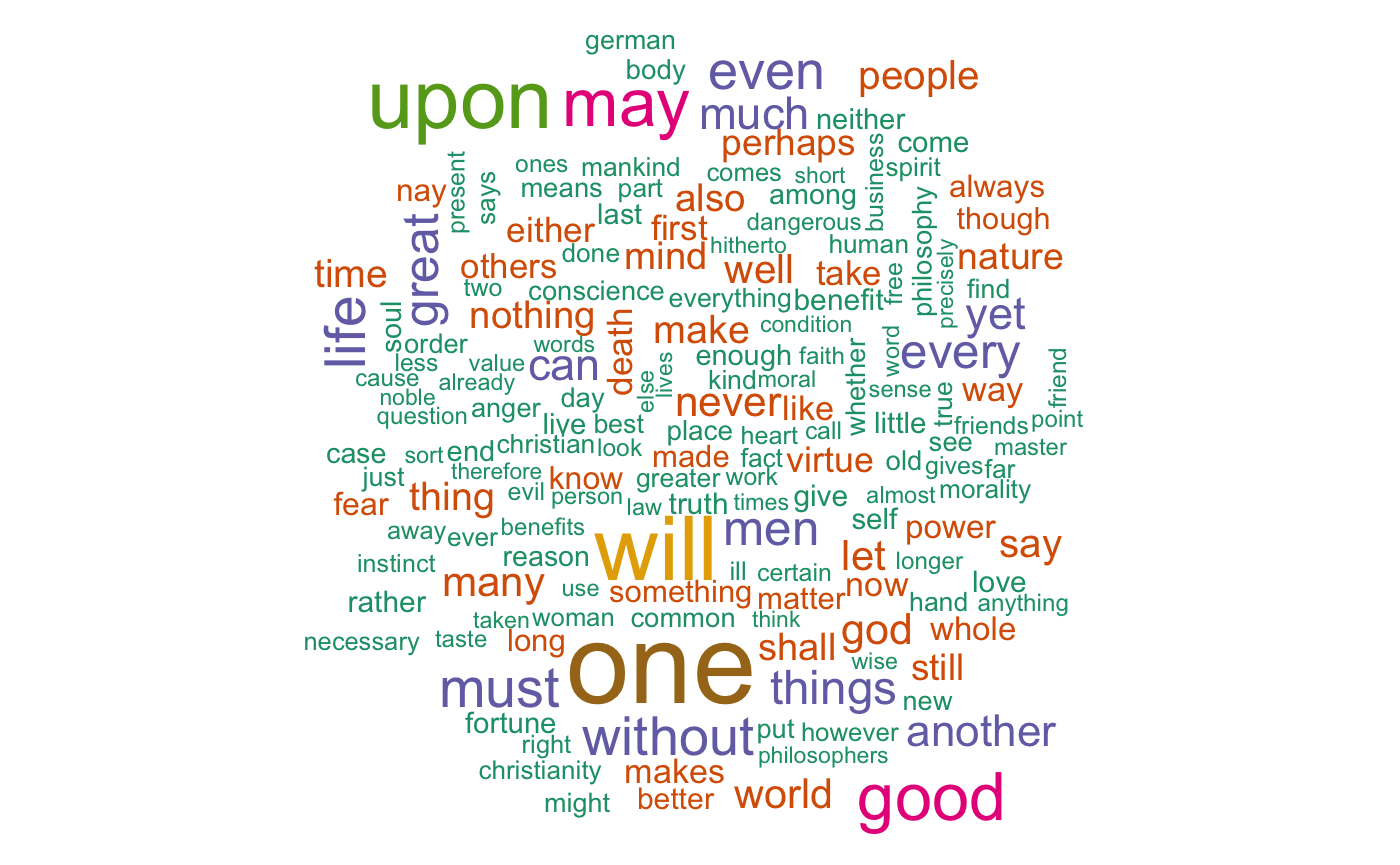 german
body even people
upon may much neither
perhaps business come
present says ones mankind comes short spirit
nay means part also among always
great last first dangerous philosophy though
either hitherto human
time others done mind well take free precisely nature
two conscience everything benefit find
life soul nothing death make condition yet
order words can enough faith word every
less value lives whether friend
cause already else kind moral sense true way
noble day never like
question anger live best place heart call little friends point
case sort end christian look made fact virtue old see master
just therefore know greater work gives far
fear thing evil person law truth times give almost morality
away ever benefits will men self power say
instinct reason ill certain let longer
many use something matter now love
rather hand anything
taken woman common think
necessary taste long one shall god whole
wise still
must things new
fortune without put however another
right philosophers
christianity makes
might better world good